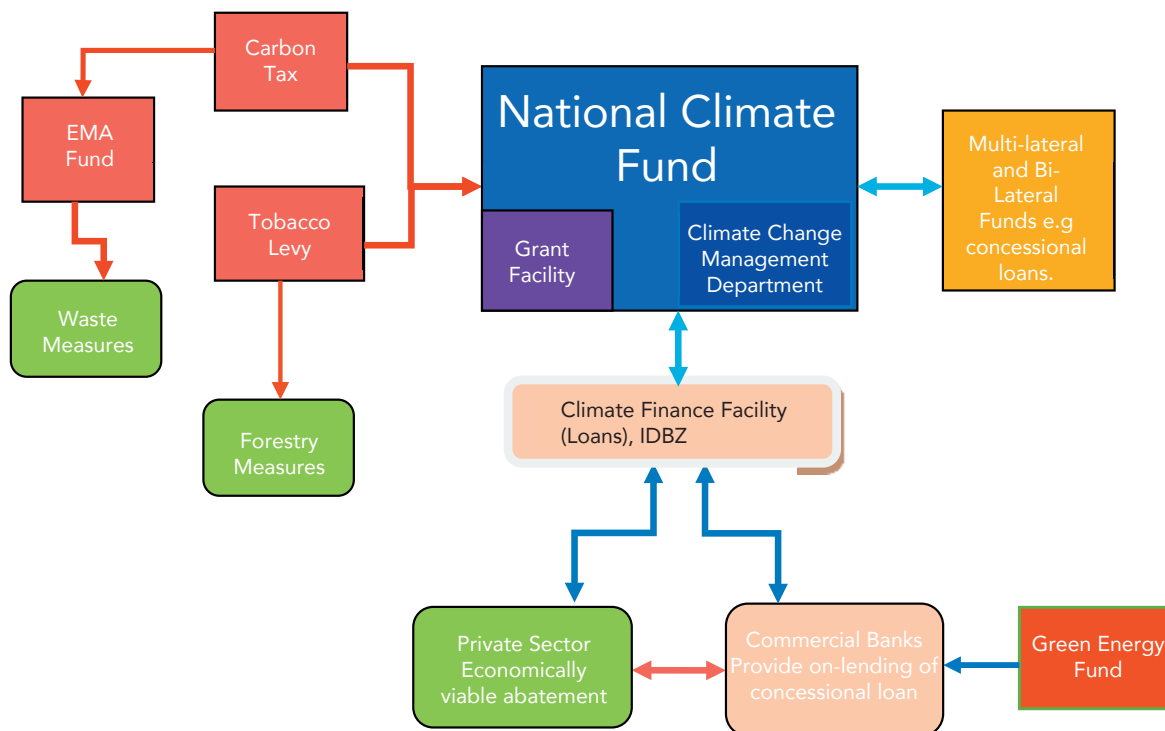 Carbon
Tax
EMA
Fund
National Climate
Fund
Multi-lateral
and Bi-
Lateral
Funds e.g
concessional
loans.
Tobacco
Levy
Grant
Facility
Climate Change
Management
Department
Waste
Measures
Climate Finance Facility
(Loans), IDBZ
Forestry
Measures
Private Sector
Economically
viable abatement
Commercial Banks
Provide on-lending of
concessional loan
Green Energy
Fund